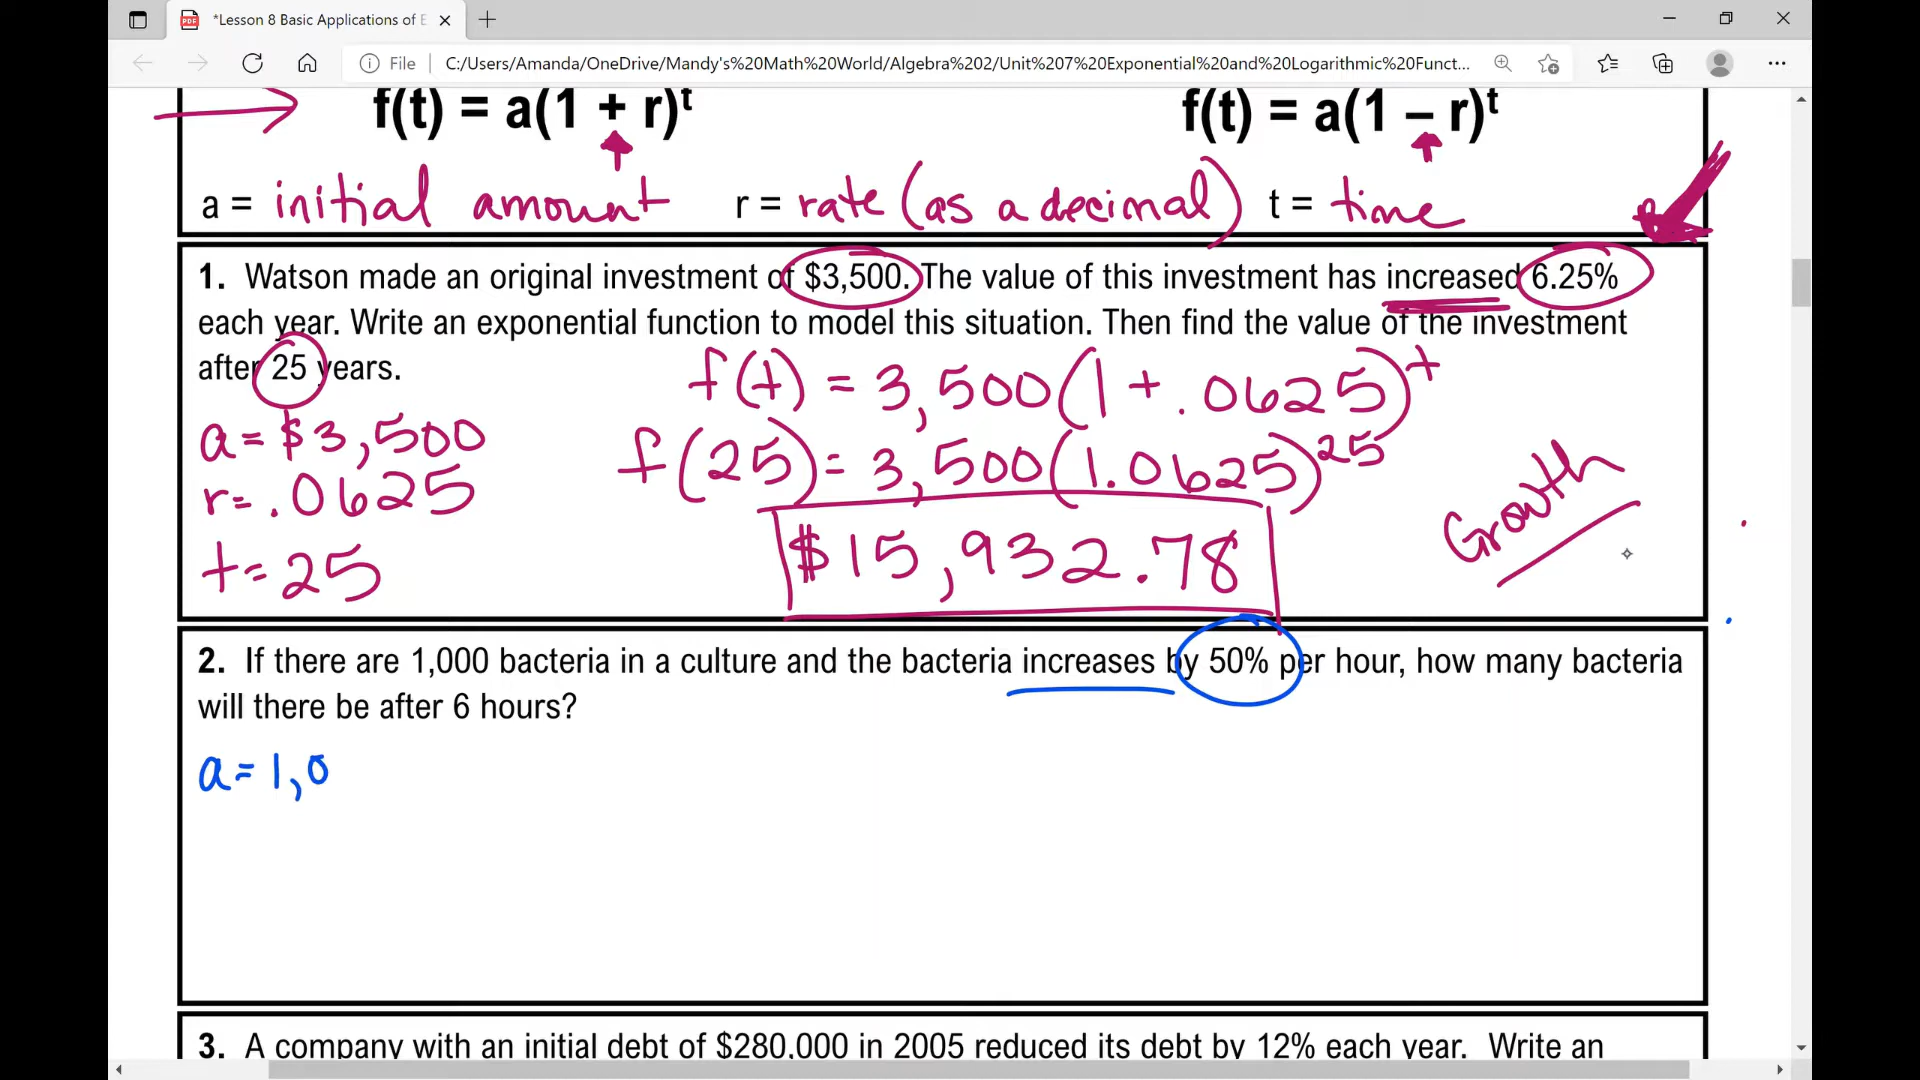 *Lesson 8 Basic Applications of E
File
C:/Users/Amanda/OneDrive/Mandy's%20Math%20World/Algebra%202/Unit%207%20Exponential%20and%20Logarithmic%20Funct...
f(t) = a(1 + r)ᵗ f(t) = a(1 – r)ᵗ
a = initial amount r = rate (as a decimal) t = time
1. Watson made an original investment of $3,500. The value of this investment has increased 6.25%
each year. Write an exponential function to model this situation. Then find the value of the investment
after 25 years.
f(t) = 3,500(1 + .0625)ᵗ
a = $3,500
f(25) = 3,500(1.0625)²⁵
r = .0625
Growth
$15,932.78
t = 25
2. If there are 1,000 bacteria in a culture and the bacteria increases by 50% per hour, how many bacteria
will there be after 6 hours?
a = 1,0
3. A company with an initial debt of $280,000 in 2005 reduced its debt by 12% each year. Write an